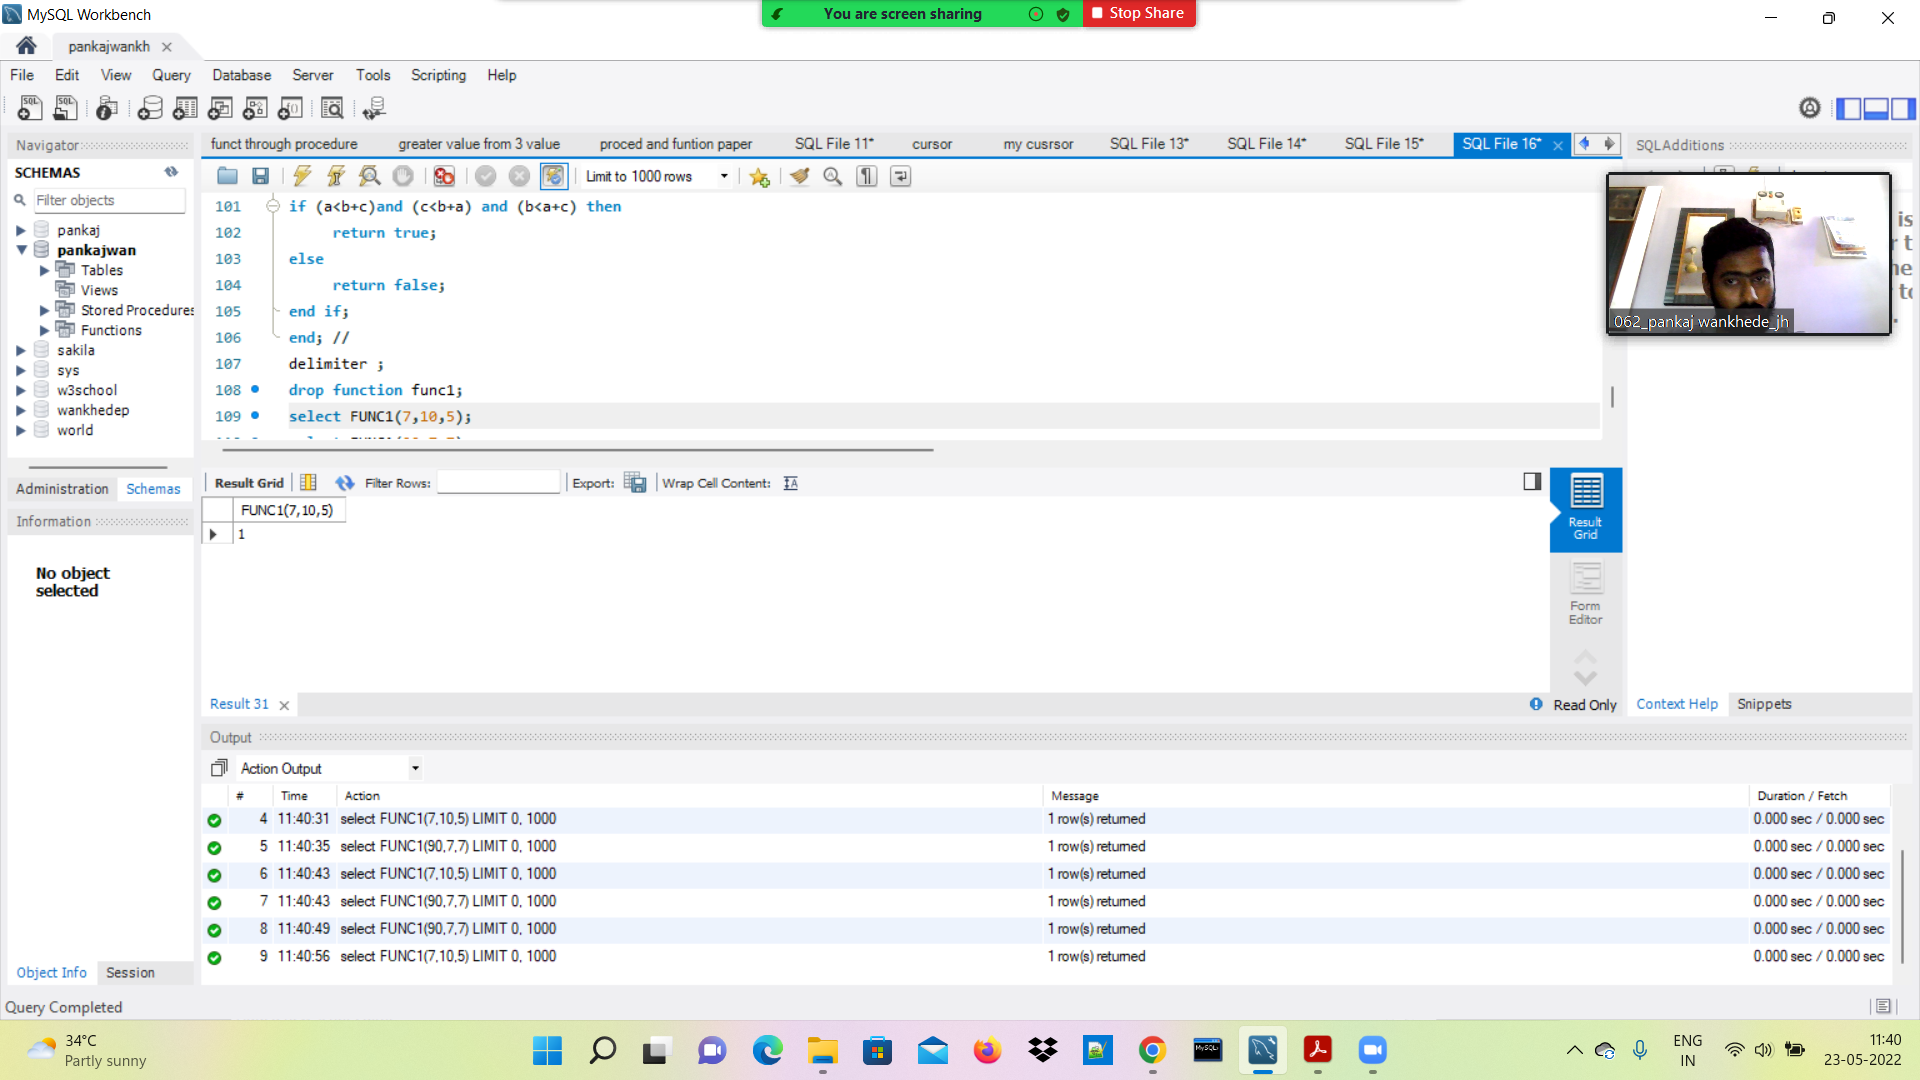 MySQL Workbench
You are screen sharing
Stop Share
pankajwankh
File Edit View Query Database Server Tools Scripting Help
Navigator
funct through procedure greater value from 3 value proced and funtion paper SQL File 11* cursor my cusrsor SQL File 13* SQL File 14* SQL File 15* SQL File 16*
SQLAdditions
SCHEMAS
Limit to 1000 rows
Filter objects
pankaj
pankajwan
Tables
Views
Stored Procedures
Functions
sakila
sys
w3school
wankhedep
world
101 if (a<b+c)and (c<b+a) and (b<a+c) then
102 return true;
103 else
104 return false;
105 end if;
106 end; //
107 delimiter ;
108 drop function func1;
109 select FUNC1(7,10,5);
062_pankaj wankhede_jh
Administration Schemas
Result Grid Filter Rows: Export: Wrap Cell Content:
FUNC1(7,10,5)
1
Information
No object
selected
Result
Grid
Form
Editor
Result 31
Read Only
Context Help Snippets
Output
Action Output
# Time Action Message Duration / Fetch
4 11:40:31 select FUNC1(7,10,5) LIMIT 0, 1000 1 row(s) returned 0.000 sec / 0.000 sec
5 11:40:35 select FUNC1(90,7,7) LIMIT 0, 1000 1 row(s) returned 0.000 sec / 0.000 sec
6 11:40:43 select FUNC1(7,10,5) LIMIT 0, 1000 1 row(s) returned 0.000 sec / 0.000 sec
7 11:40:43 select FUNC1(90,7,7) LIMIT 0, 1000 1 row(s) returned 0.000 sec / 0.000 sec
8 11:40:49 select FUNC1(90,7,7) LIMIT 0, 1000 1 row(s) returned 0.000 sec / 0.000 sec
9 11:40:56 select FUNC1(7,10,5) LIMIT 0, 1000 1 row(s) returned 0.000 sec / 0.000 sec
Object Info Session
Query Completed
34°C
Partly sunny
ENG
IN
11:40
23-05-2022